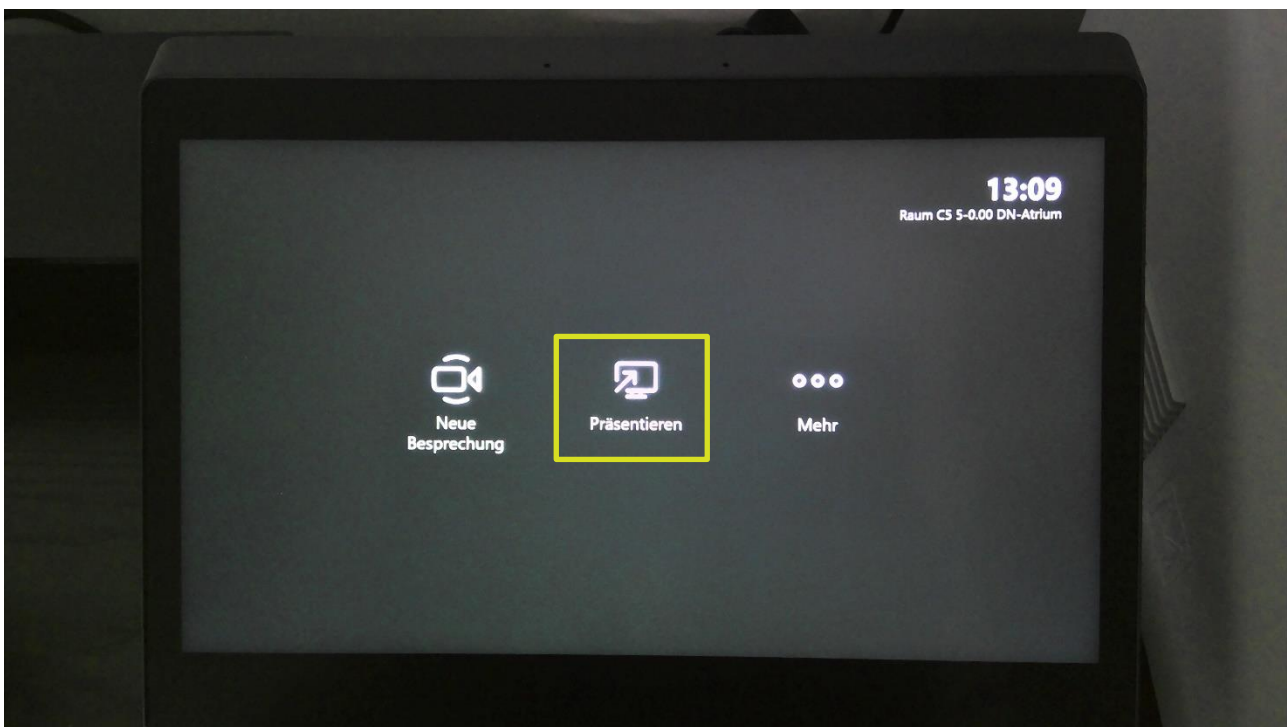 13:09
Raum C5 5-0.00 DN-Atrium
Neue
Besprechung
Präsentieren
Mehr